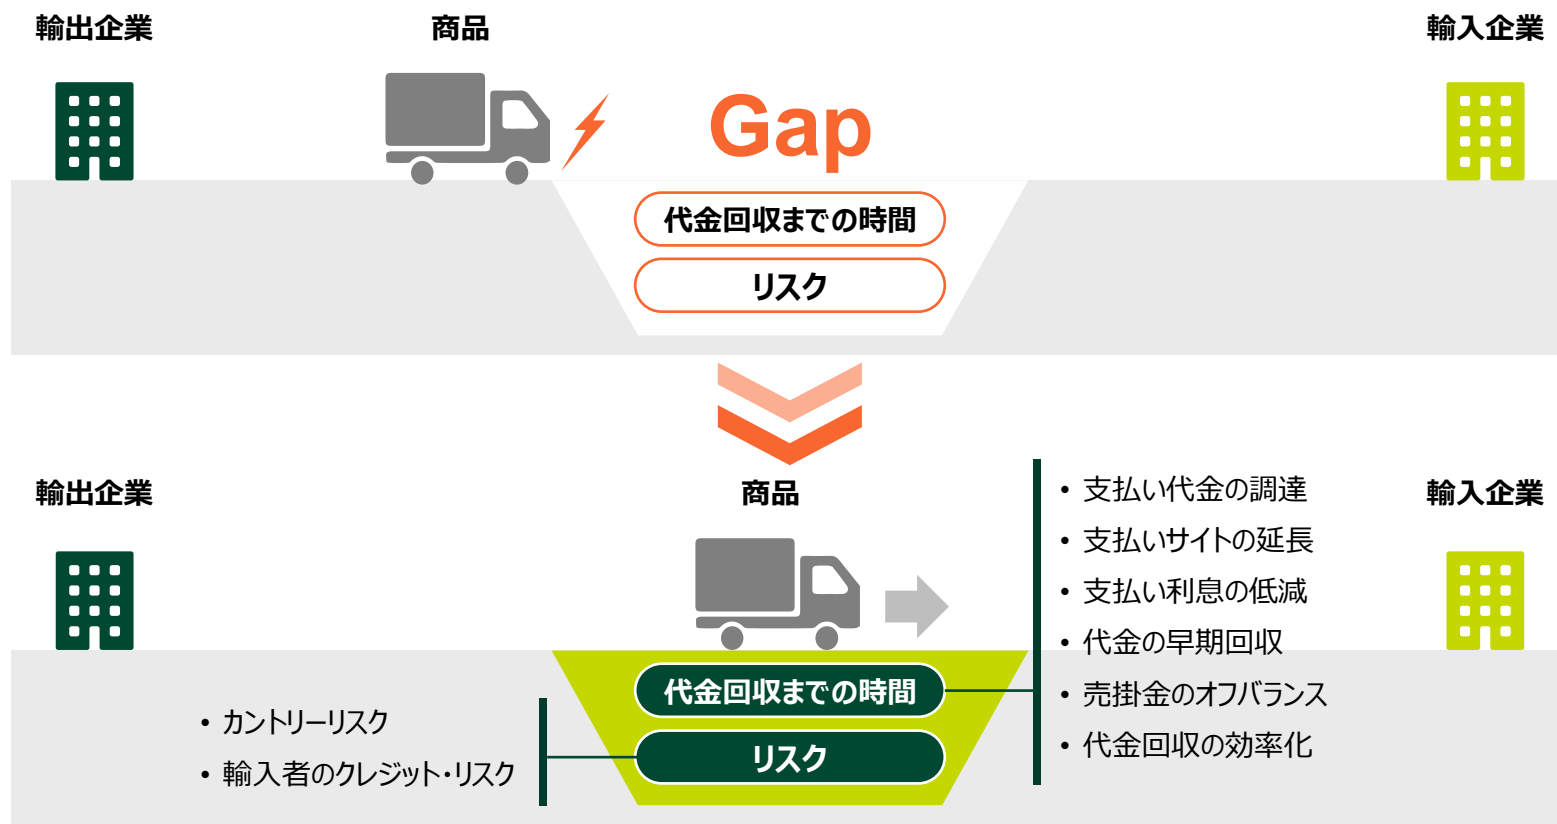 輸出企業
商品
輸入企業
Gap
代金回収までの時間
リスク
輸出企業
商品
輸入企業
• 支払い代金の調達
• 支払いサイトの延長
• 支払い利息の低減
• 代金の早期回収
• 売掛金のオフバランス
• 代金回収の効率化
代金回収までの時間
リスク
• カントリーリスク
• 輸入者のクレジット・リスク